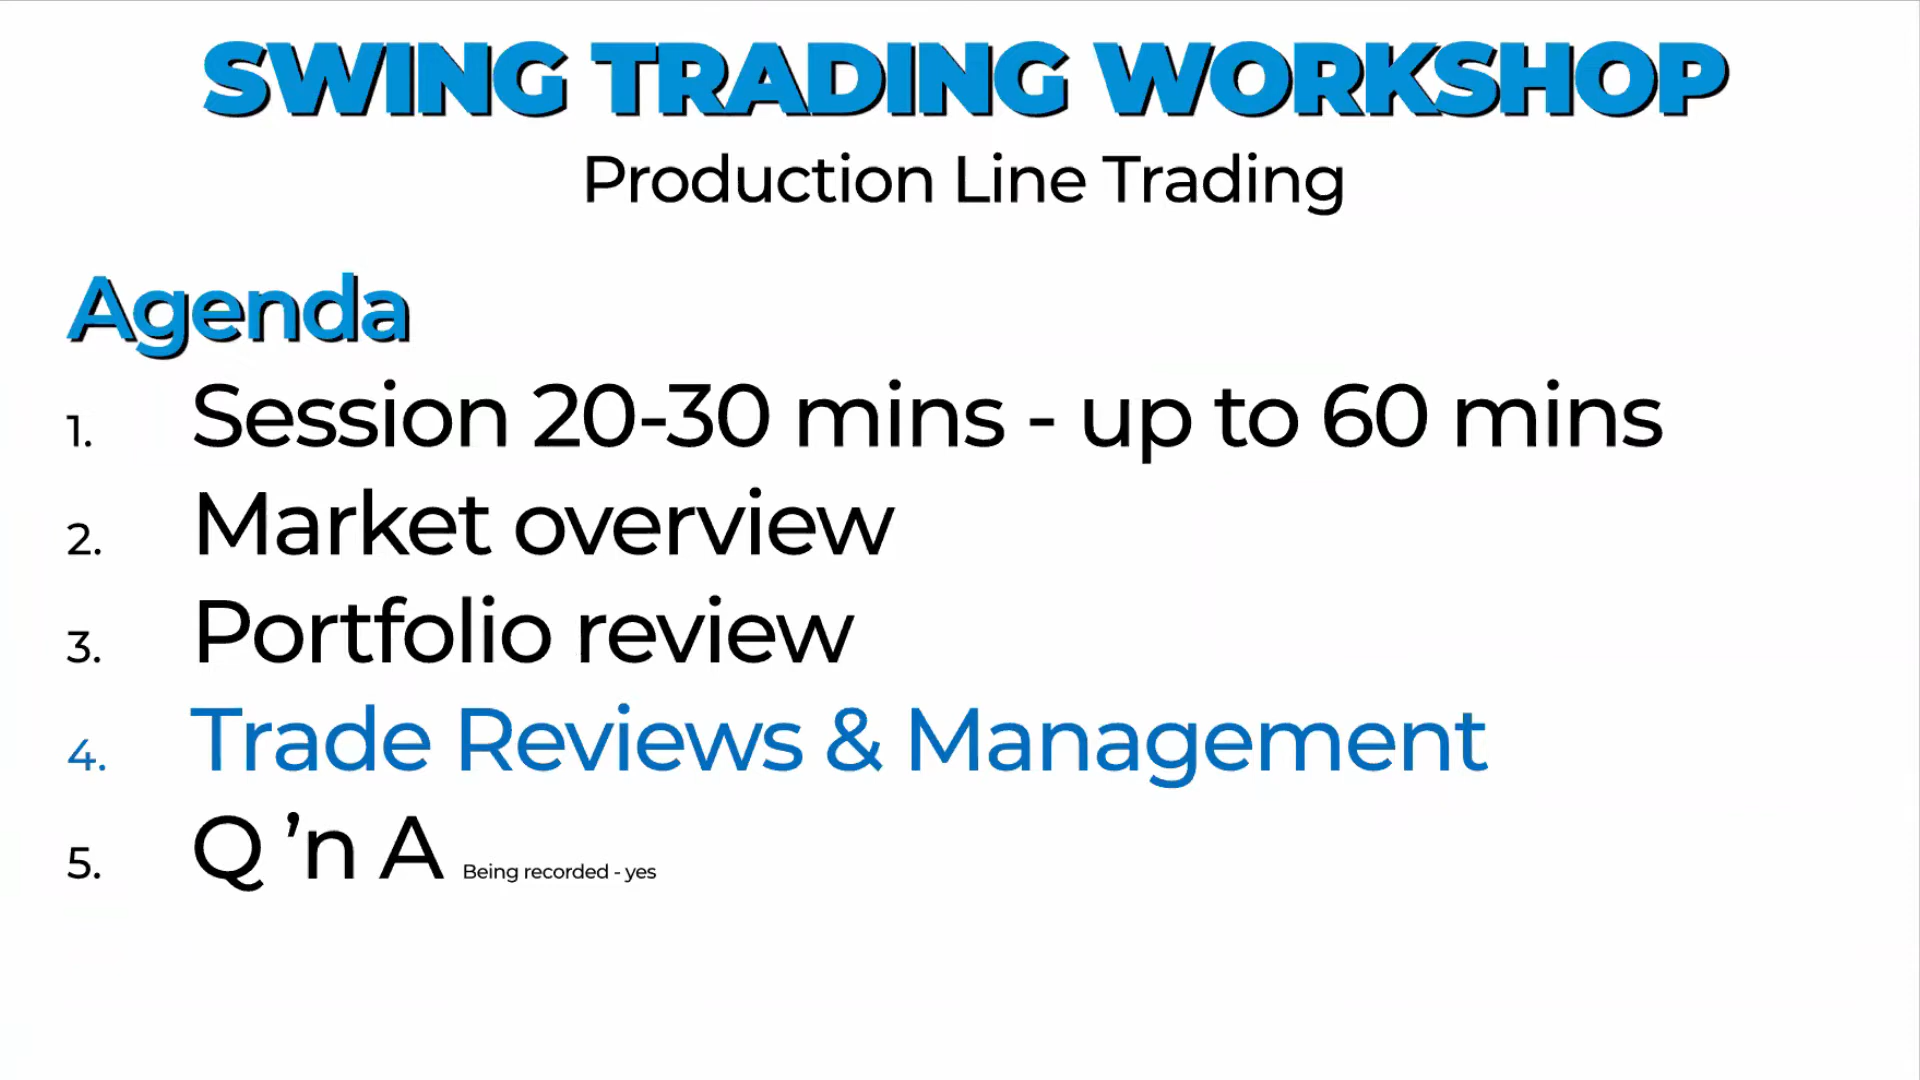 SWING TRADING WORKSHOP
Production Line Trading
Agenda
1. Session 20-30 mins - up to 60 mins
2. Market overview
3. Portfolio review
4. Trade Reviews & Management
5. Q ’n A Being recorded - yes